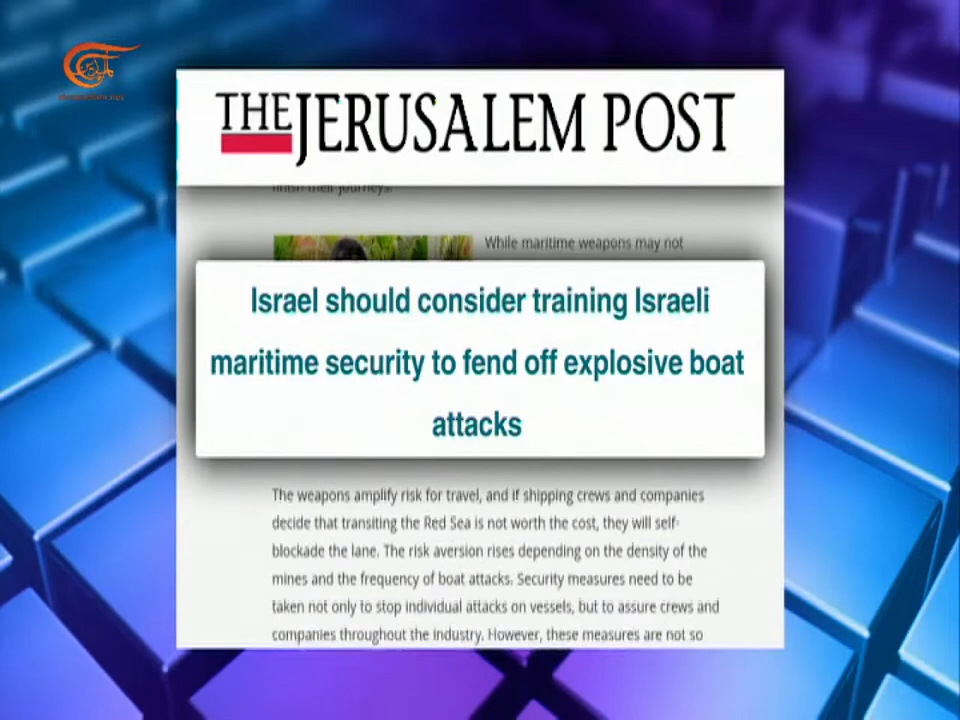 الميادين
THE JERUSALEM POST
finish their journeys.
While maritime weapons may not
Israel should consider training Israeli
maritime security to fend off explosive boat
attacks
The weapons amplify risk for travel, and if shipping crews and companies
decide that transiting the Red Sea is not worth the cost, they will self-
blockade the lane. The risk aversion rises depending on the density of the
mines and the frequency of boat attacks. Security measures need to be
taken not only to stop individual attacks on vessels, but to assure crews and
companies throughout the industry. However, these measures are not so